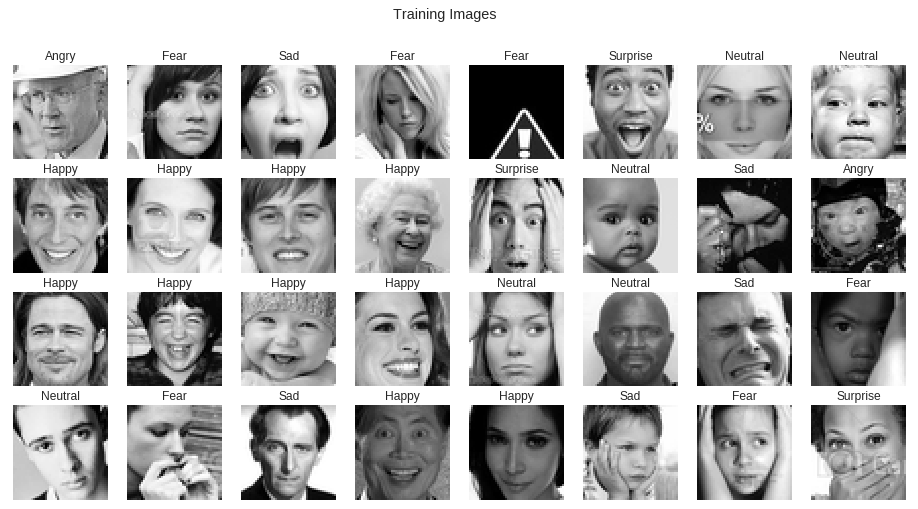 Training Images
Angry Fear Sad Fear Fear Surprise Neutral Neutral
Happy Happy Happy Happy Surprise Neutral Sad Angry
Happy Happy Happy Happy Neutral Neutral Sad Fear
Neutral Fear Sad Happy Happy Sad Fear Surprise